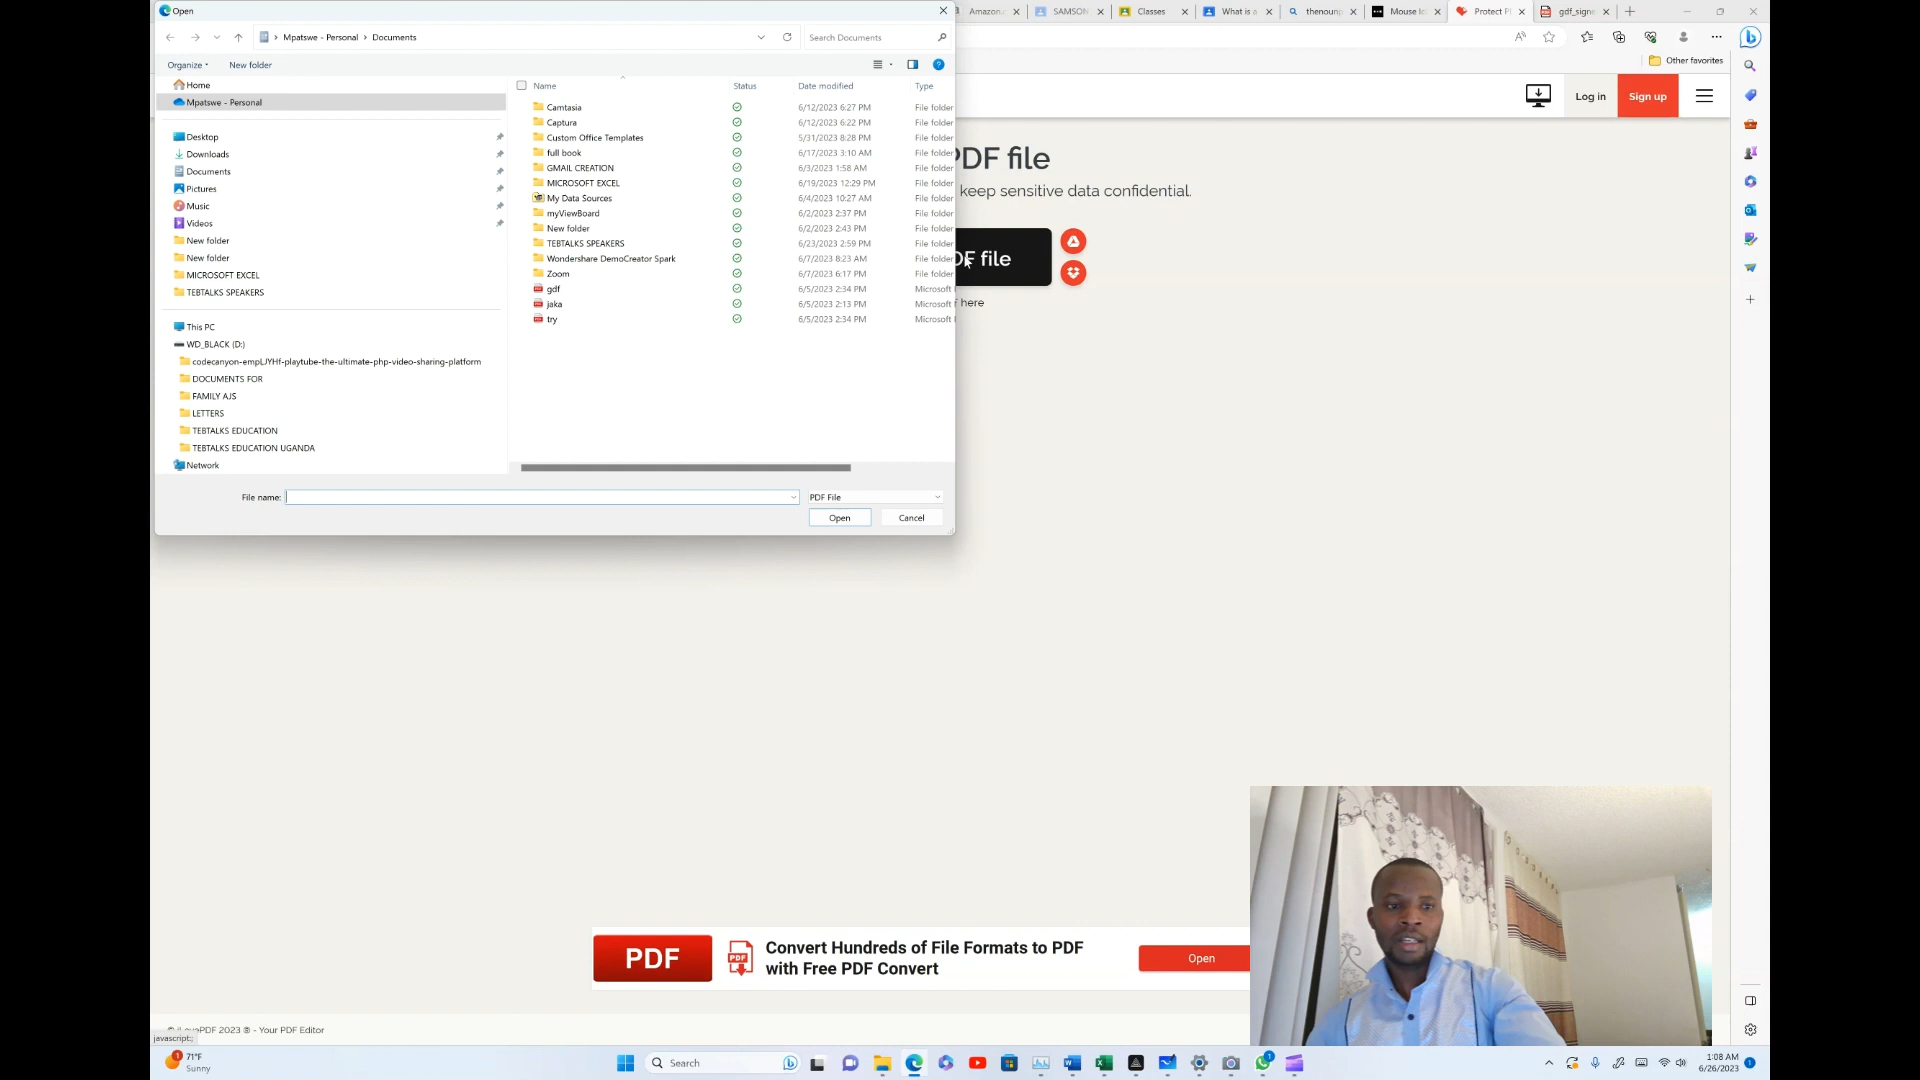 Open
Amazon.
SAMSON
Classes
What is a
thenounp
Mouse Ic
Protect P
gdf_sign
Mpatswe - Personal > Documents
Search Documents
Organize
New folder
Other favorites
Home
Mpatswe - Personal
Desktop
Downloads
Documents
Pictures
Music
Videos
New folder
New folder
MICROSOFT EXCEL
TEBTALKS SPEAKERS
This PC
WD_BLACK (D:)
codecanyon-empLJYHf-playtube-the-ultimate-php-video-sharing-platform
DOCUMENTS FOR
FAMILY AJS
LETTERS
TEBTALKS EDUCATION
TEBTALKS EDUCATION UGANDA
Network
Name Status Date modified Type
Camtasia 6/12/2023 6:27 PM File folder
Captura 6/12/2023 6:22 PM File folder
Custom Office Templates 5/31/2023 8:28 PM File folder
full book 6/17/2023 3:10 AM File folder
GMAIL CREATION 6/3/2023 1:58 AM File folder
MICROSOFT EXCEL 6/19/2023 12:29 PM File folder
My Data Sources 6/4/2023 10:27 AM File folder
myViewBoard 6/2/2023 2:37 PM File folder
New folder 6/2/2023 2:43 PM File folder
TEBTALKS SPEAKERS 6/23/2023 2:59 PM File folder
Wondershare DemoCreator Spark 6/7/2023 8:23 AM File folder
Zoom 6/7/2023 6:17 PM File folder
gdf 6/5/2023 2:34 PM Microsoft
jaka 6/5/2023 2:13 PM Microsoft
try 6/5/2023 2:34 PM Microsoft
File name:
PDF File
Open
Cancel
Log in
Sign up
PDF file
keep sensitive data confidential.
DF file
f here
PDF
PDF
Convert Hundreds of File Formats to PDF
with Free PDF Convert
Open
PDF 2023 ® - Your PDF Editor
javascript:;
1
71°F
Sunny
Search
1
1:08 AM
6/26/2023
1